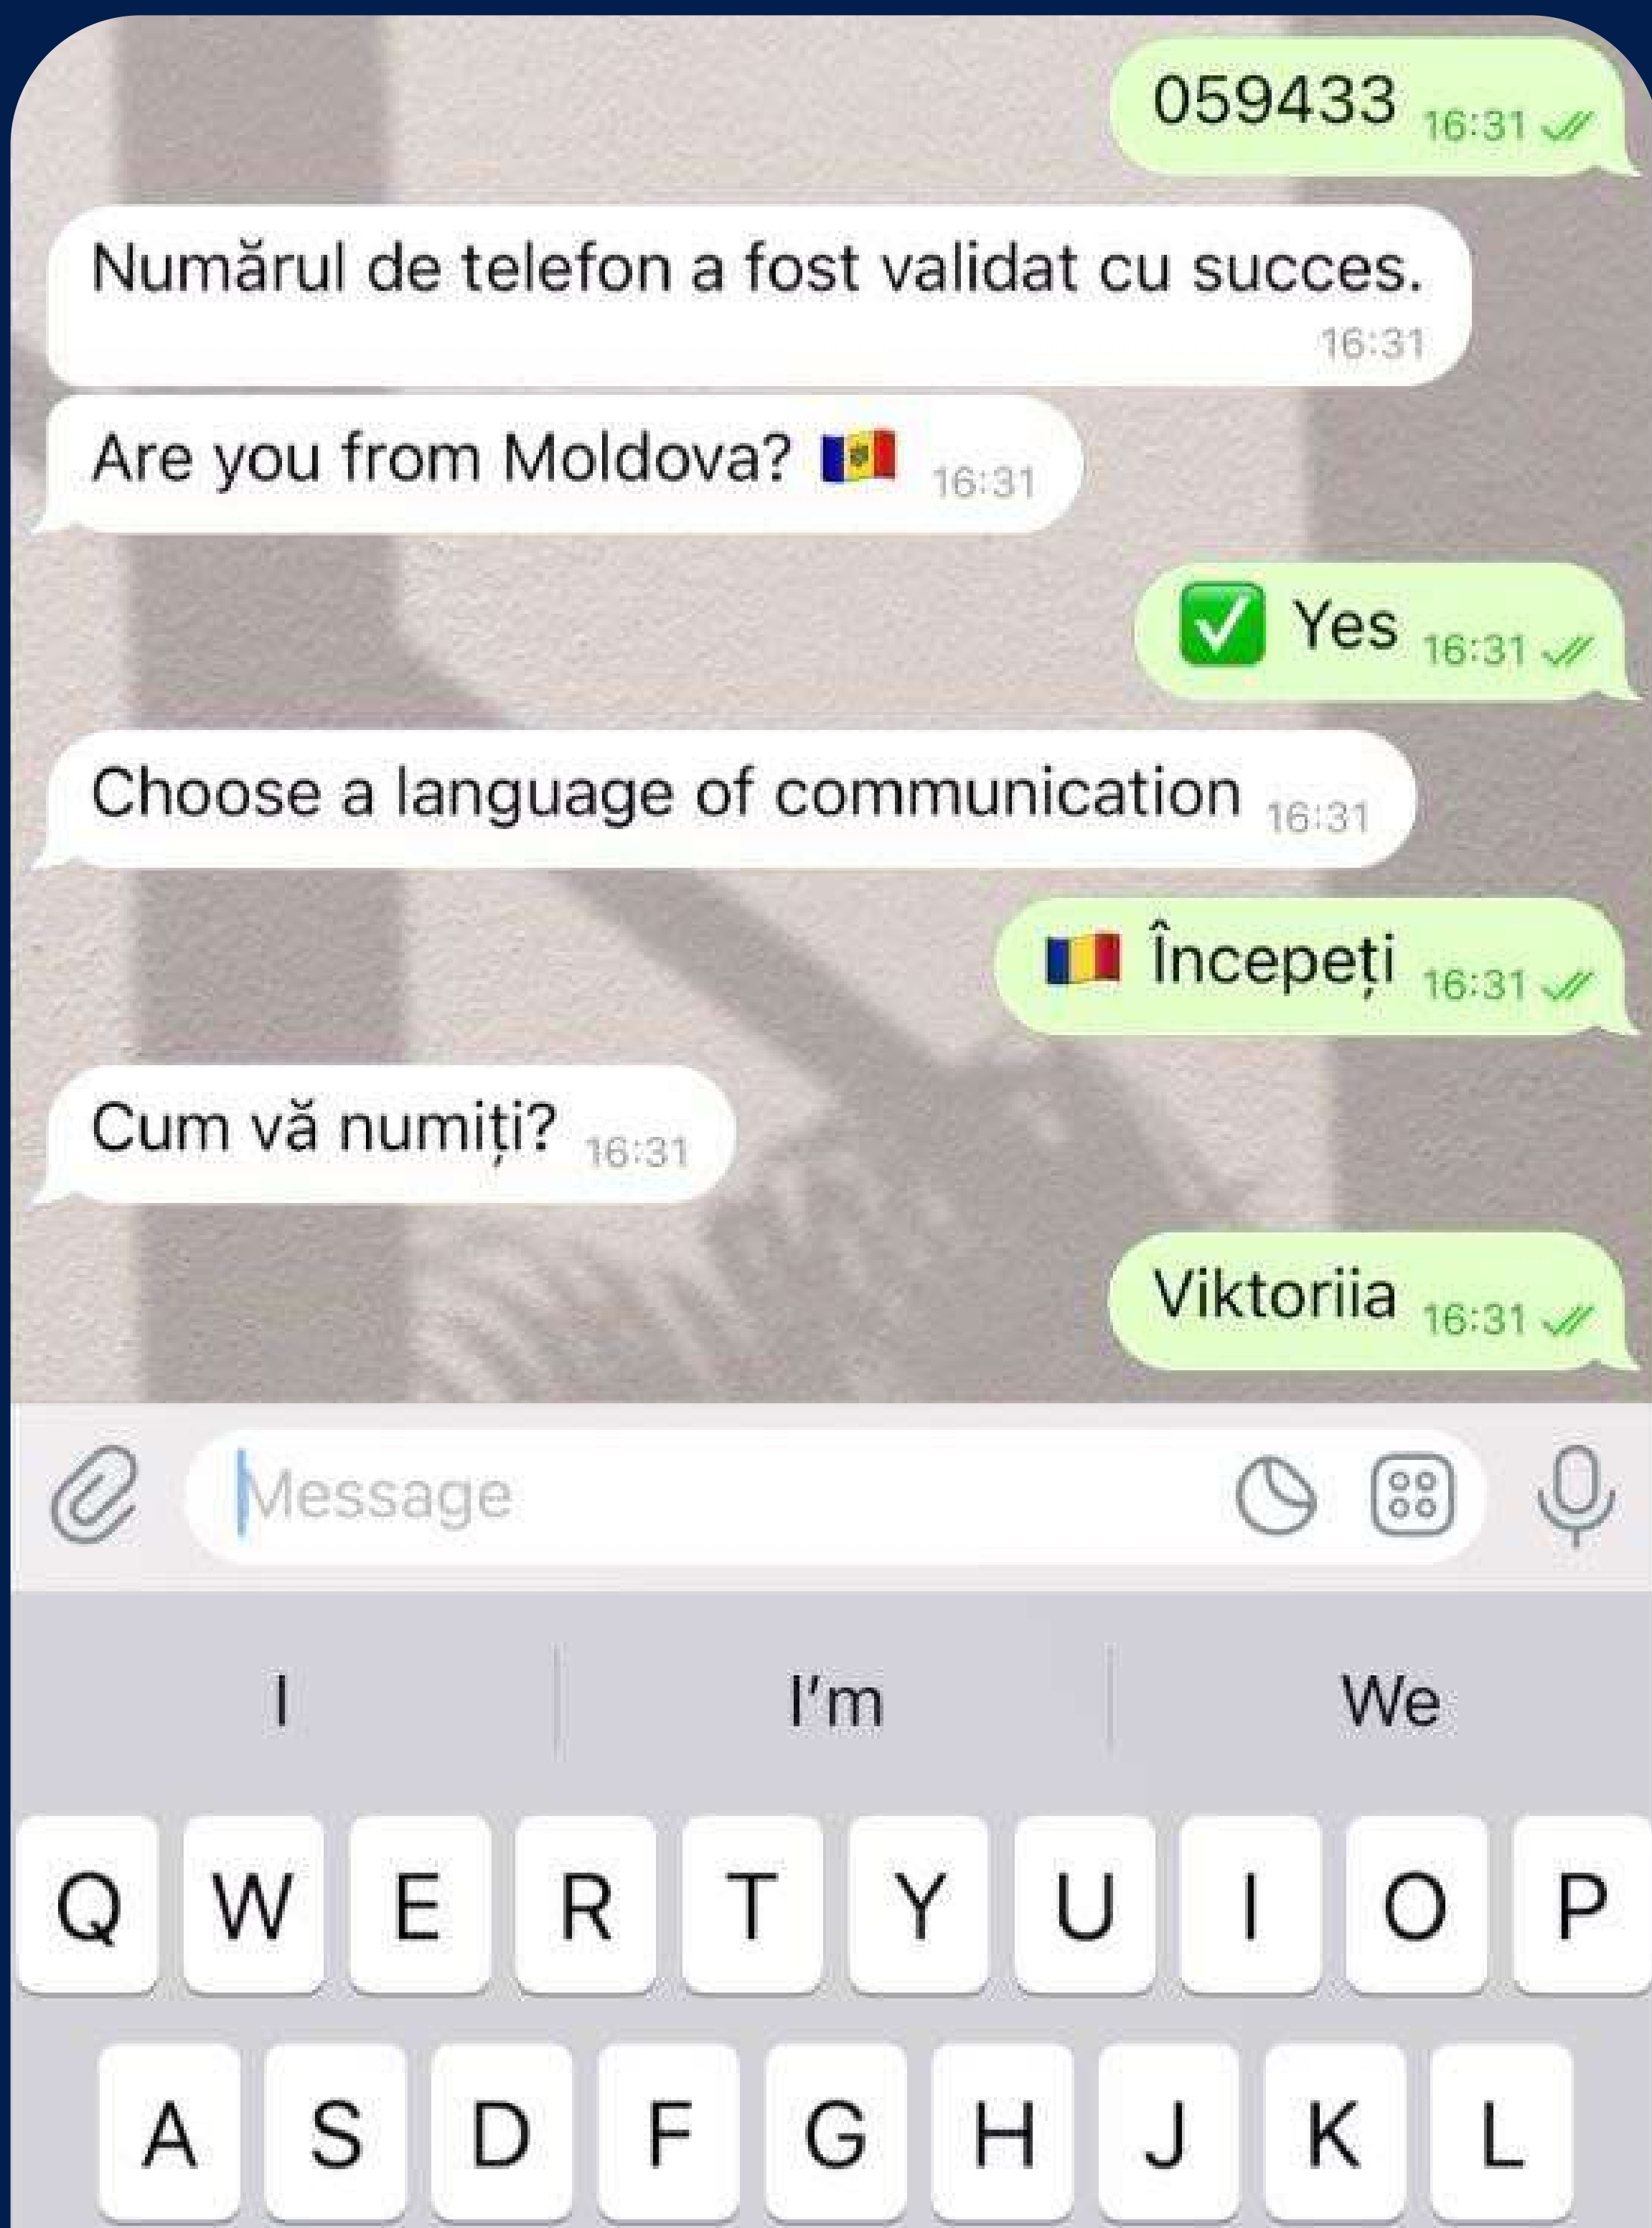 059433 16:31
Numărul de telefon a fost validat cu succes.
16:31
Are you from Moldova? 🇲🇩 16:31
✅ Yes 16:31
Choose a language of communication 16:31
🇷🇴 Începeți 16:31
Cum vă numiți? 16:31
Viktoriia 16:31
Message
I I'm We
Q W E R T Y U I O P
A S D F G H J K L